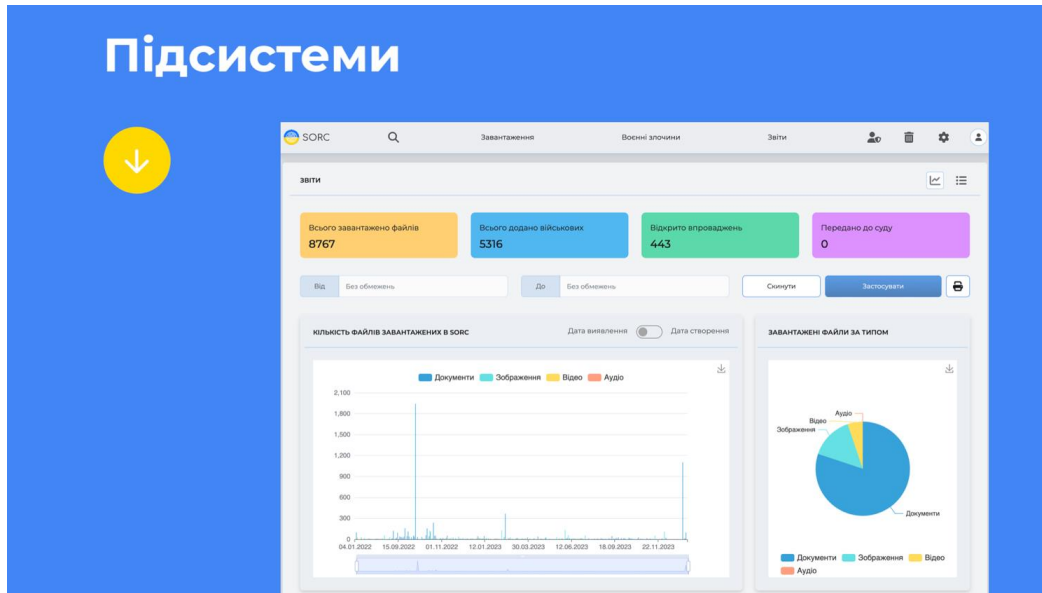 Підсистеми
SORC
Завантаження
Воєнні злочини
Звіти
ЗВІТИ
Всього завантажено файлів
8767
Всього додано військових
5316
Відкрито впроваджень
443
Передано до суду
0
Від
Без обмежень
До
Без обмежень
Скинути
Застосувати
КІЛЬКІСТЬ ФАЙЛІВ ЗАВАНТАЖЕНИХ В SORC
Дата виявлення
Дата створення
Документи Зображення Відео Аудіо
2,100
1,800
1,500
1,200
900
600
300
0
04.01.2022 15.09.2022 01.11.2022 12.01.2023 30.03.2023 12.06.2023 18.09.2023 22.11.2023
ЗАВАНТАЖЕНІ ФАЙЛИ ЗА ТИПОМ
Аудіо
Відео
Зображення
Документи
Документи Зображення Відео
Аудіо